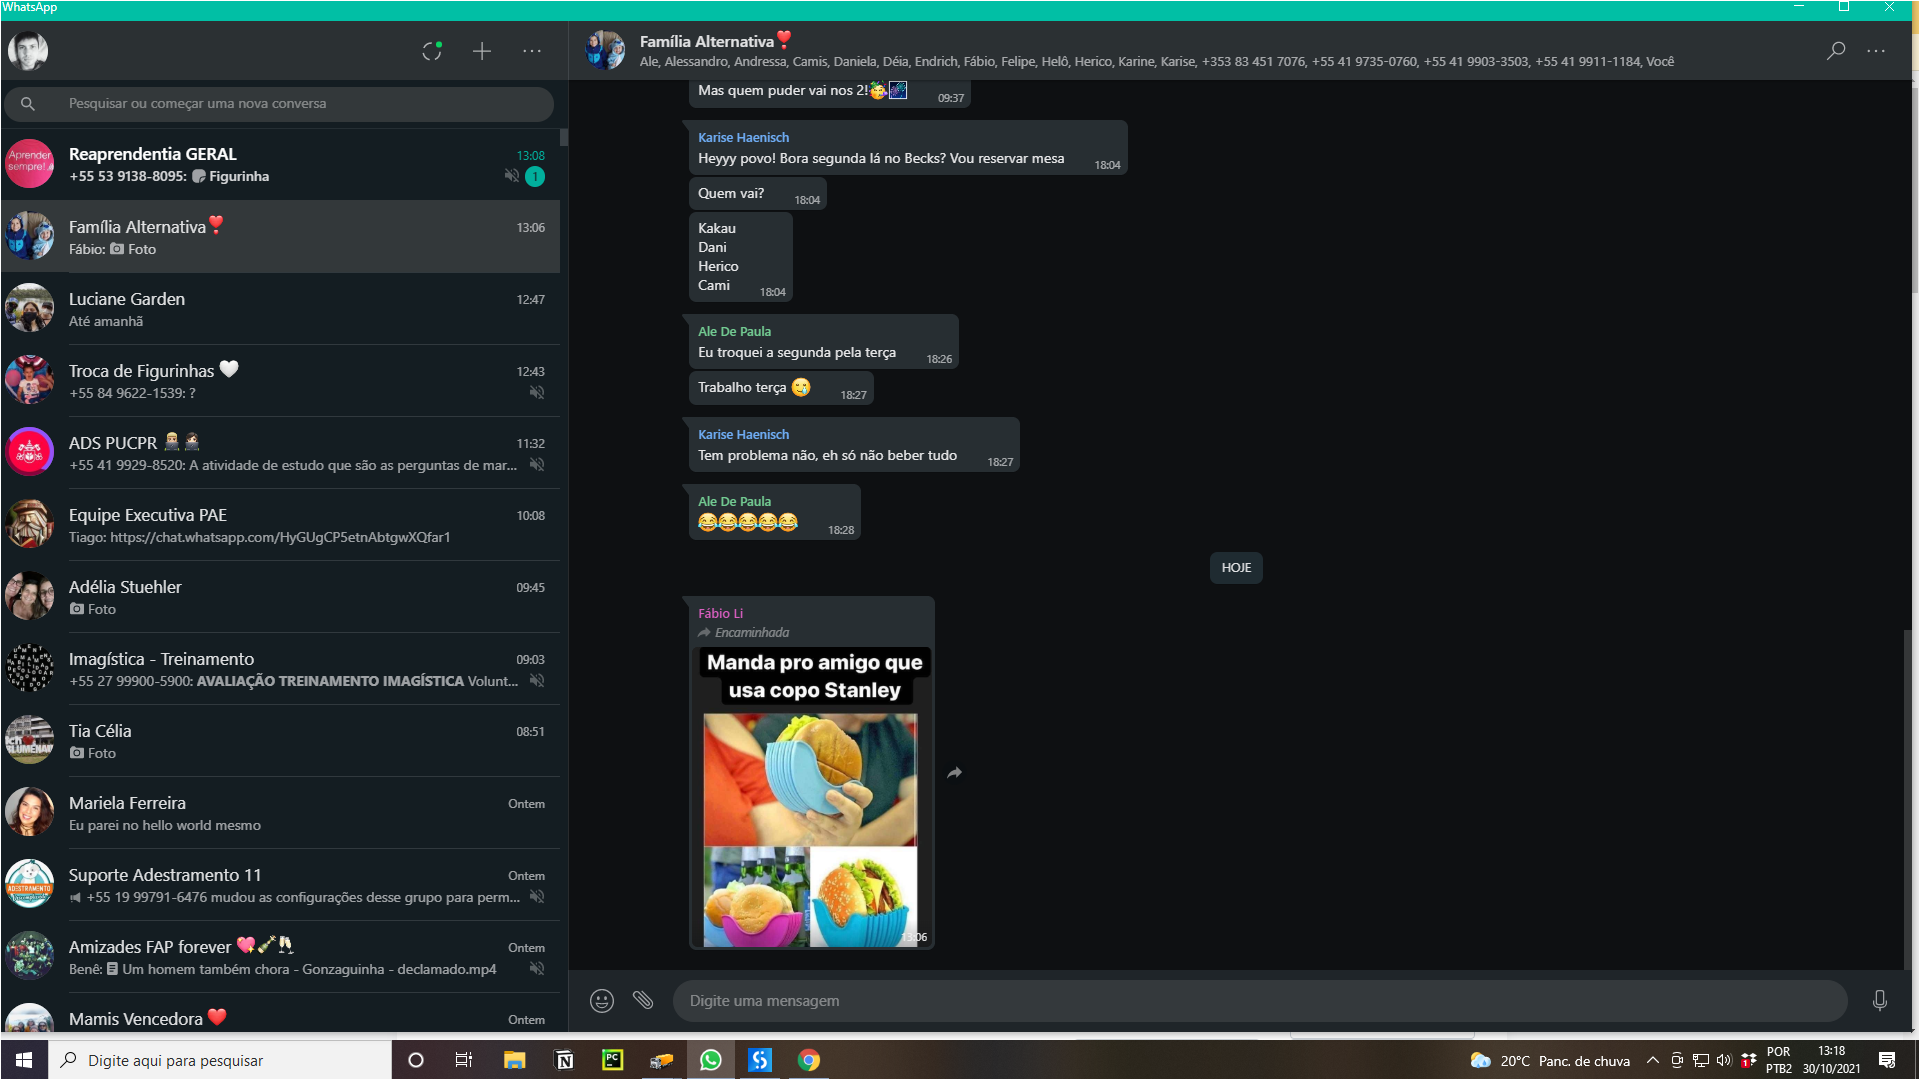 WhatsApp
Pesquisar ou começar uma nova conversa
Reaprendentia GERAL
13:08
+55 53 9138-8095: Figurinha
1
Família Alternativa
13:06
Fábio: Foto
Luciane Garden
12:47
Até amanhã
Troca de Figurinhas
12:43
+55 84 9622-1539: ?
ADS PUCPR
11:32
+55 41 9929-8520: A atividade de estudo que são as perguntas de mar...
Equipe Executiva PAE
10:08
Tiago: https://chat.whatsapp.com/HyGUgCP5etnAbtgwXQfar1
Adélia Stuehler
09:45
Foto
Imagística - Treinamento
09:03
+55 27 99900-5900: AVALIAÇÃO TREINAMENTO IMAGÍSTICA Volunt...
Tia Célia
08:51
Foto
Mariela Ferreira
Ontem
Eu parei no hello world mesmo
Suporte Adestramento 11
Ontem
+55 19 99791-6476 mudou as configurações desse grupo para perm...
Amizades FAP forever
Ontem
Benê: Um homem também chora - Gonzaguinha - declamado.mp4
Mamis Vencedora
Ontem
Aprender
sempre!
ADESTRAMENTO
Família Alternativa
Ale, Alessandro, Andressa, Camis, Daniela, Déia, Endrich, Fábio, Felipe, Helô, Herico, Karine, Karise, +353 83 451 7076, +55 41 9735-0760, +55 41 9903-3503, +55 41 9911-1184, Você
Mas quem puder vai nos 2!
09:37
Karise Haenisch
Heyyy povo! Bora segunda lá no Becks? Vou reservar mesa
18:04
Quem vai?
18:04
Kakau
Dani
Herico
Cami
18:04
Ale De Paula
Eu troquei a segunda pela terça
18:26
Trabalho terça
18:27
Karise Haenisch
Tem problema não, eh só não beber tudo
18:27
Ale De Paula
18:28
HOJE
Fábio Li
Encaminhada
Manda pro amigo que
usa copo Stanley
13:06
Digite uma mensagem
Digite aqui para pesquisar
PC
20°C Panc. de chuva
POR
PTB2
13:18
30/10/2021